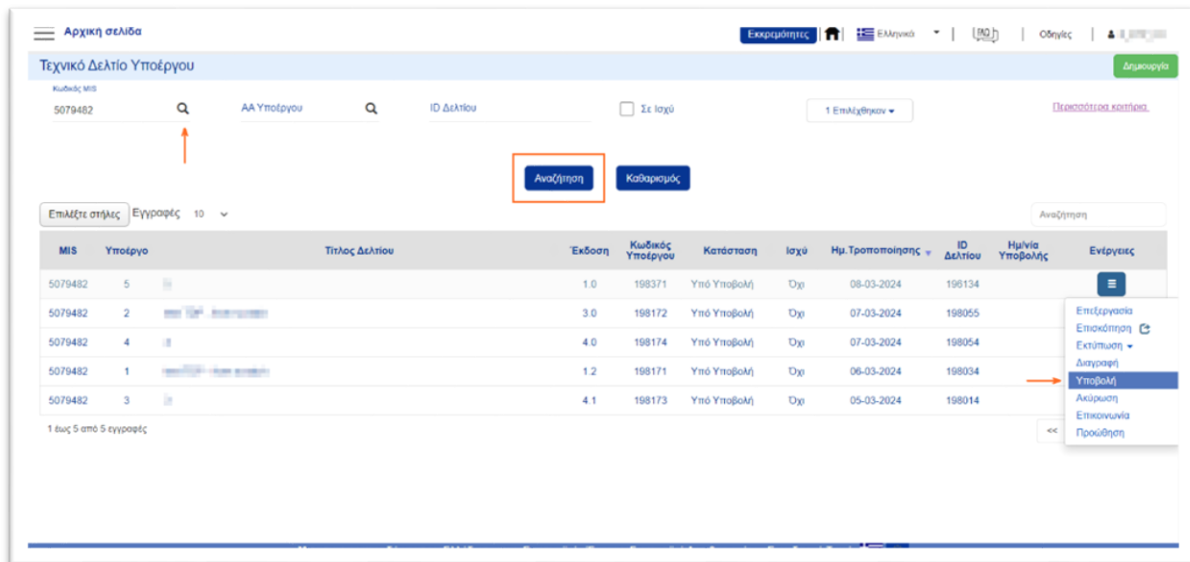 Αρχική σελίδα
Εκκρεμότητες | Ελληνικά | FAQ | Οδηγίες |
Τεχνικό Δελτίο Υποέργου
Δημιουργία
Κωδικός MIS
5079482 ΑΑ Υποέργου ID Δελτίου Σε Ισχύ 1 Επιλέχθηκαν Περισσότερα κριτήρια
Αναζήτηση Καθαρισμός
Επιλέξτε στήλες Εγγραφές 10 Αναζήτηση
MIS Υποέργο Τίτλος Δελτίου Έκδοση Κωδικός Υποέργου Κατάσταση Ισχύ Ημ.Τροποποίησης ID Δελτίου Ημ/νία Υποβολής Ενέργειες
5079482 5 1.0 198371 Υπό Υποβολή Όχι 08-03-2024 196134
5079482 2 3.0 198172 Υπό Υποβολή Όχι 07-03-2024 198055
5079482 4 4.0 198174 Υπό Υποβολή Όχι 07-03-2024 198054
5079482 1 1.2 198171 Υπό Υποβολή Όχι 06-03-2024 198034
5079482 3 4.1 198173 Υπό Υποβολή Όχι 05-03-2024 198014
Επεξεργασία
Επισκόπηση
Εκτύπωση
Διαγραφή
Υποβολή
Ακύρωση
Επικοινωνία
Προώθηση
1 έως 5 από 5 εγγραφές
<<